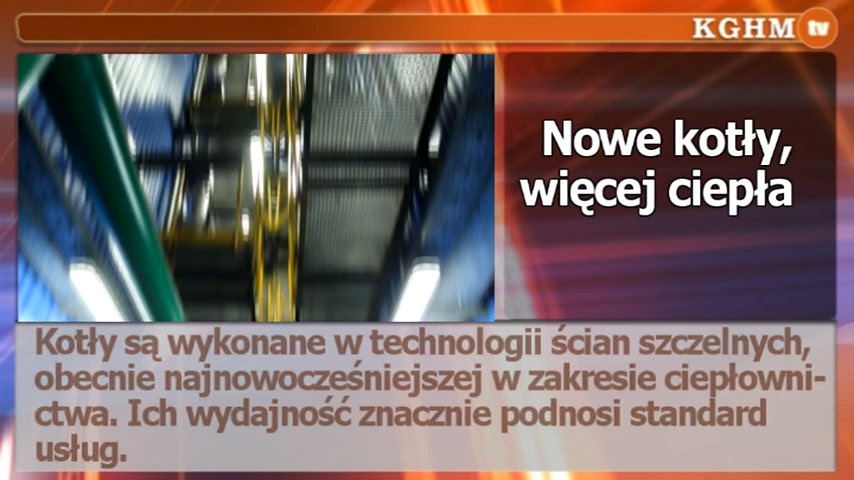 KGHM tv
Nowe kotły,
więcej ciepła
Kotły są wykonane w technologii ścian szczelnych,
obecnie najnowocześniejszej w zakresie ciepłowni-
ctwa. Ich wydajność znacznie podnosi standard
usług.